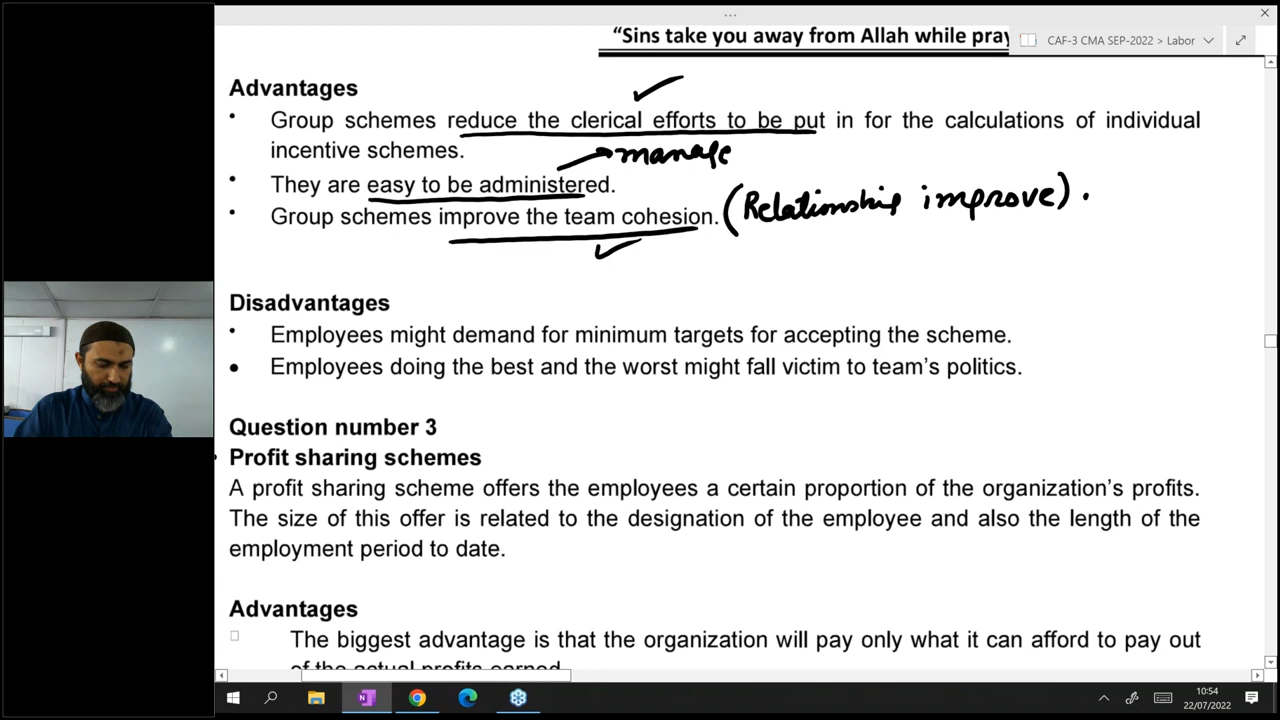 “Sins take you away from Allah while pray
CAF-3 CMA SEP-2022 > Labor
Advantages
• Group schemes reduce the clerical efforts to be put in for the calculations of individual
incentive schemes.
manage
• They are easy to be administered.
• Group schemes improve the team cohesion. (Relationship improve).
Disadvantages
• Employees might demand for minimum targets for accepting the scheme.
• Employees doing the best and the worst might fall victim to team’s politics.
Question number 3
Profit sharing schemes
A profit sharing scheme offers the employees a certain proportion of the organization’s profits.
The size of this offer is related to the designation of the employee and also the length of the
employment period to date.
Advantages
The biggest advantage is that the organization will pay only what it can afford to pay out
of the actual profits earned
10:54
22/07/2022